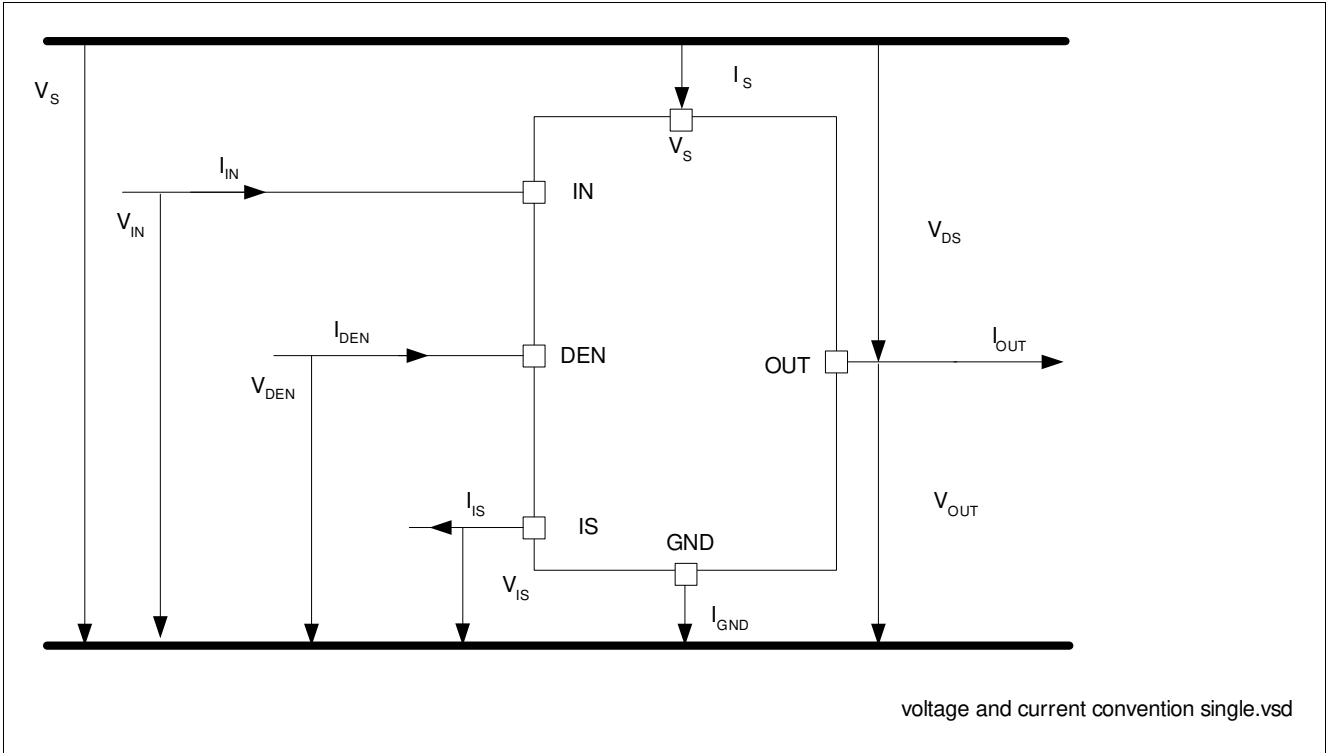 V_S
I_S
V_S
I_IN
IN
V_IN
V_DS
I_DEN
DEN
I_OUT
OUT
V_DEN
I_IS
IS
V_OUT
GND
V_IS
I_GND
voltage and current convention single.vsd